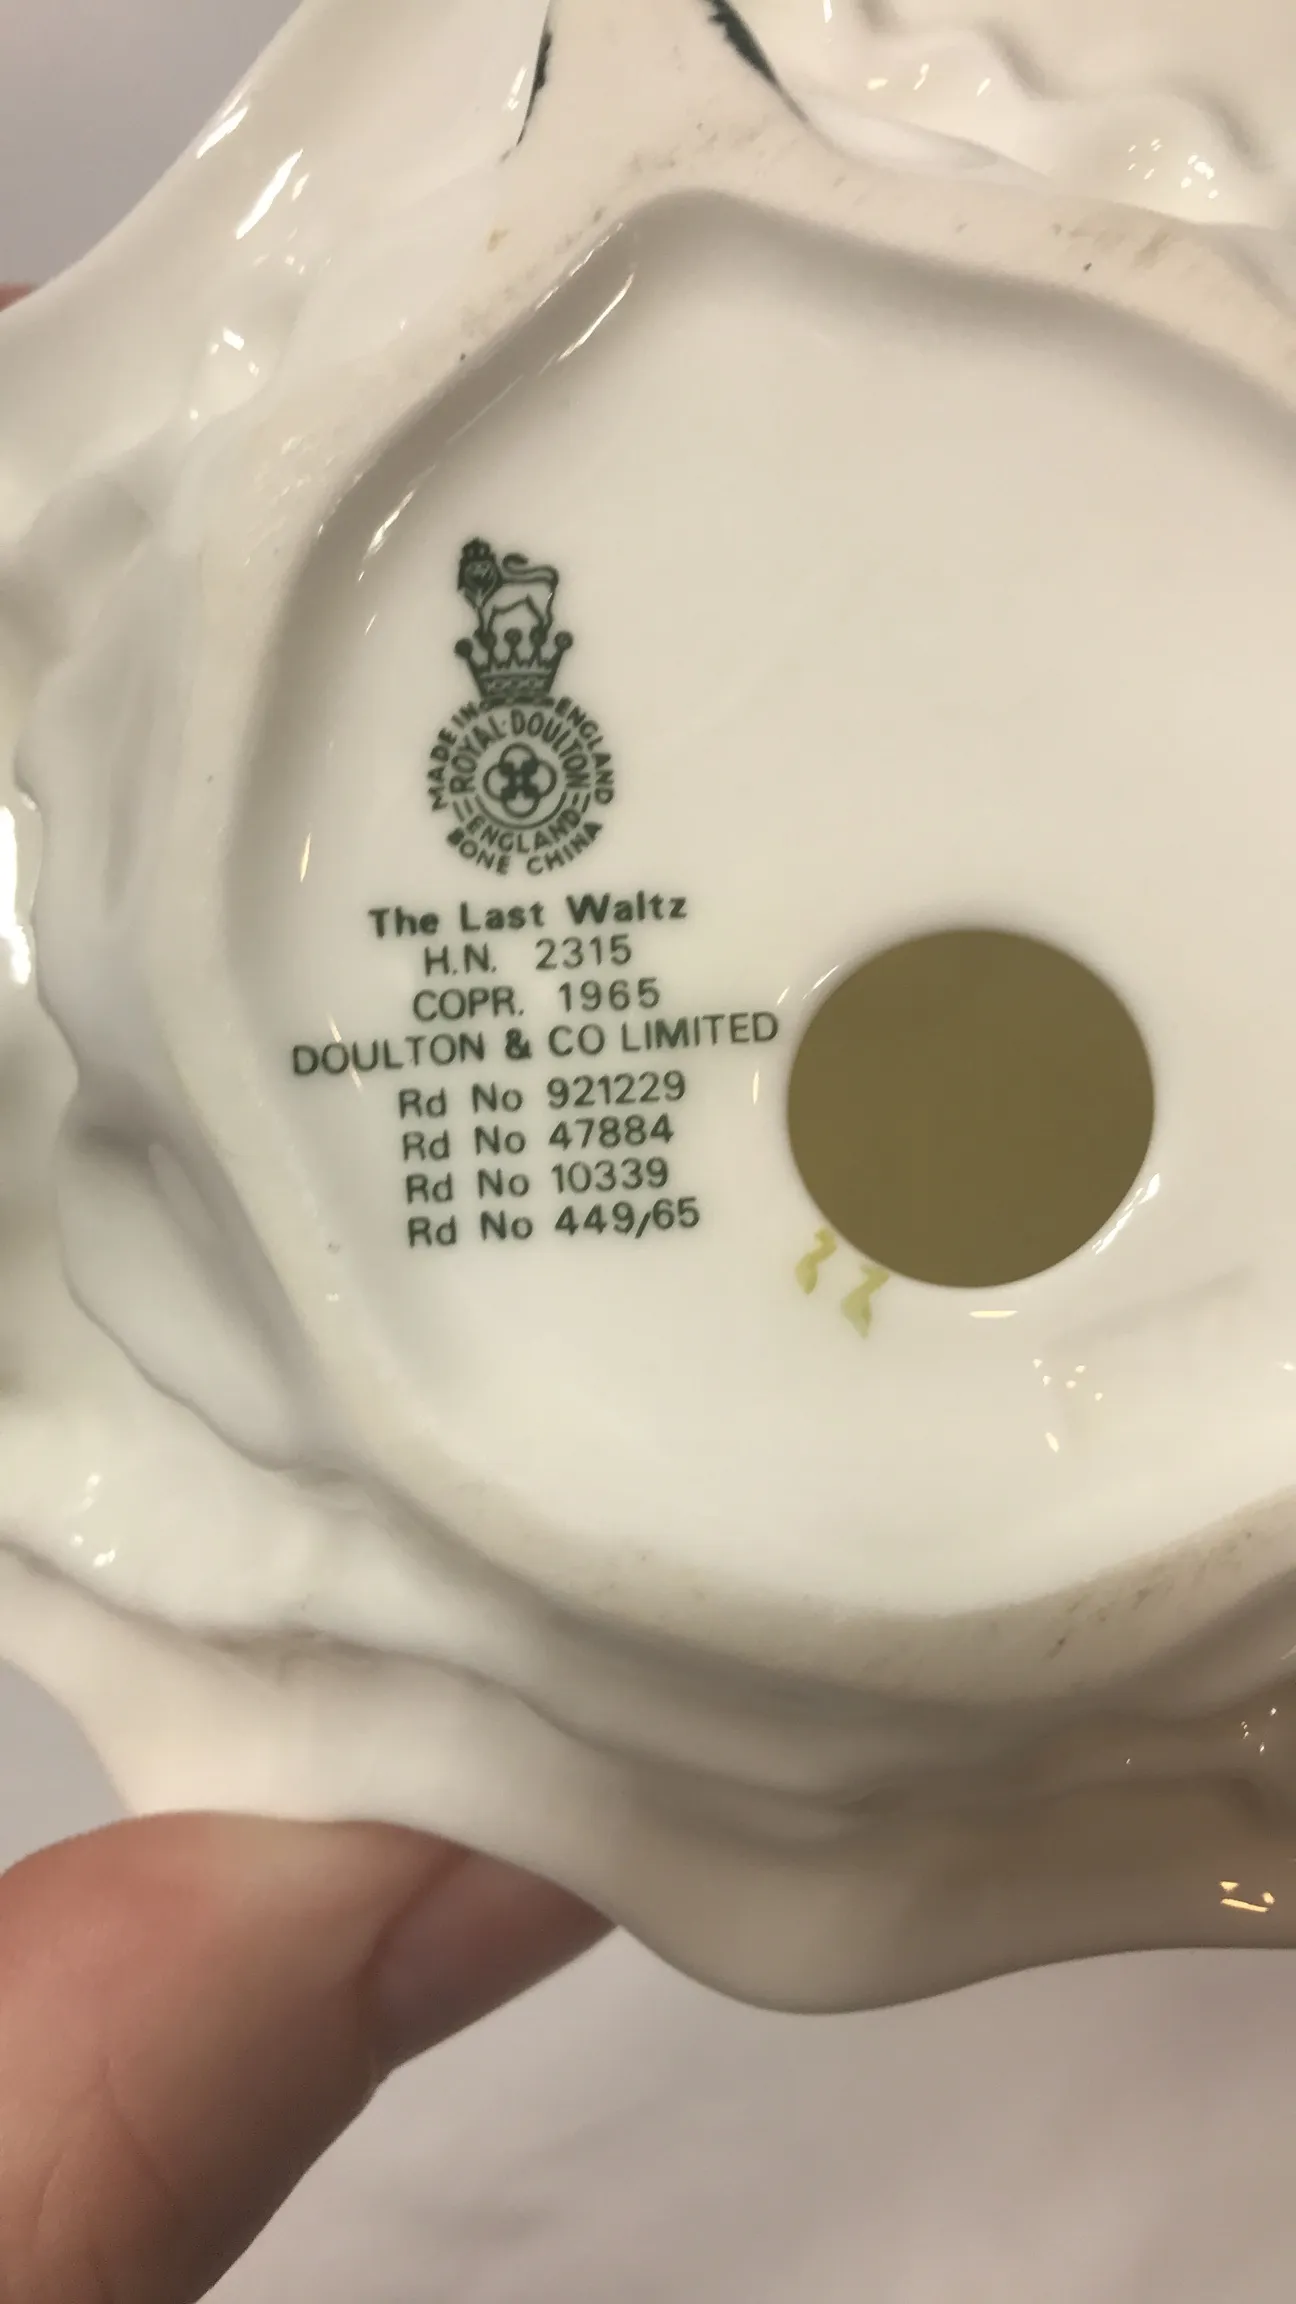 MADE IN ENGLAND
ROYAL·DOULTON
ENGLAND
BONE CHINA
The Last Waltz
H.N. 2315
COPR. 1965
DOULTON & CO LIMITED
Rd No 921229
Rd No 47884
Rd No 10339
Rd No 449/65